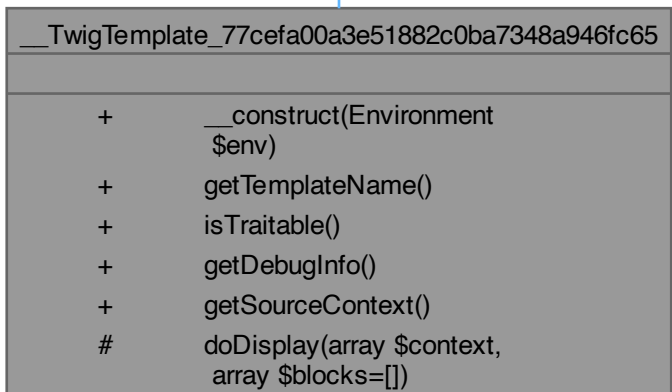 __TwigTemplate_77cefa00a3e51882c0ba7348a946fc65
+ __construct(Environment
$env)
+ getTemplateName()
+ isTraitable()
+ getDebugInfo()
+ getSourceContext()
# doDisplay(array $context,
array $blocks=[])